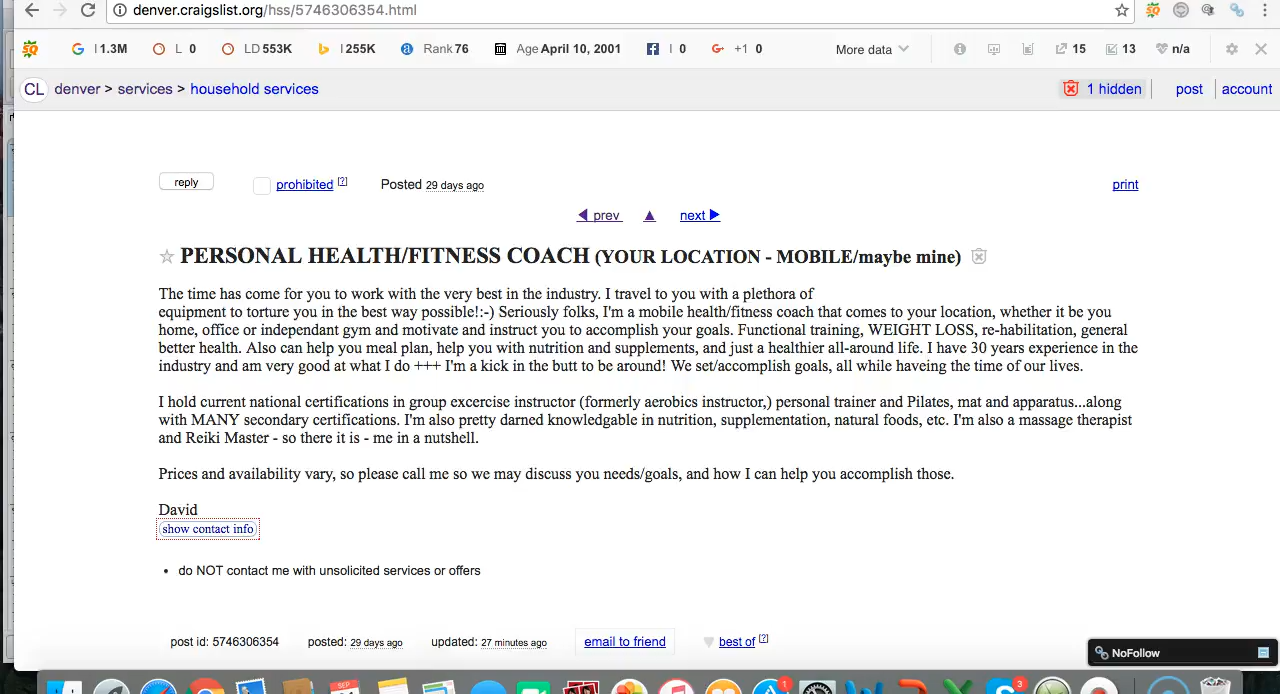 denver.craigslist.org/hss/5746306354.html
SQ
G I 1.3M L 0 LD 553K I 255K a Rank 76 Age April 10, 2001 f I 0 G+ +1 0 More data 15 13 n/a
CL denver > services > household services 1 hidden post account
reply prohibited [?] Posted 29 days ago print
◀ prev ▲ next ▶
☆ PERSONAL HEALTH/FITNESS COACH (YOUR LOCATION - MOBILE/maybe mine)
The time has come for you to work with the very best in the industry. I travel to you with a plethora of
equipment to torture you in the best way possible!:-) Seriously folks, I'm a mobile health/fitness coach that comes to your location, whether it be you
home, office or independant gym and motivate and instruct you to accomplish your goals. Functional training, WEIGHT LOSS, re-habilitation, general
better health. Also can help you meal plan, help you with nutrition and supplements, and just a healthier all-around life. I have 30 years experience in the
industry and am very good at what I do +++ I'm a kick in the butt to be around! We set/accomplish goals, all while haveing the time of our lives.
I hold current national certifications in group excercise instructor (formerly aerobics instructor,) personal trainer and Pilates, mat and apparatus...along
with MANY secondary certifications. I'm also pretty darned knowledgable in nutrition, supplementation, natural foods, etc. I'm also a massage therapist
and Reiki Master - so there it is - me in a nutshell.
Prices and availability vary, so please call me so we may discuss you needs/goals, and how I can help you accomplish those.
David
show contact info
• do NOT contact me with unsolicited services or offers
post id: 5746306354 posted: 29 days ago updated: 27 minutes ago email to friend best of [?]
NoFollow
SEP 1 3